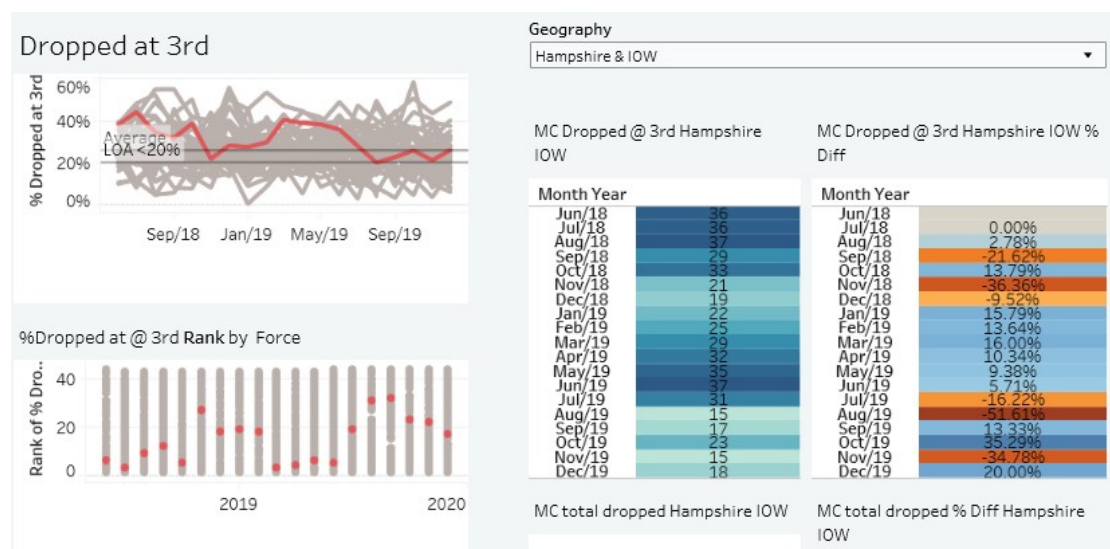 Dropped at 3rd
% Dropped at 3rd
60%
40%
20%
0%
Average
LOA <20%
Sep/18 Jan/19 May/19 Sep/19
%Dropped at @ 3rd Rank by Force
Rank of % Dro..
40
20
0
2019 2020
Geography
Hampshire & IOW
MC Dropped @ 3rd Hampshire
IOW
Month Year
Jun/18 36
Jul/18 36
Aug/18 37
Sep/18 29
Oct/18 33
Nov/18 21
Dec/18 19
Jan/19 22
Feb/19 25
Mar/19 29
Apr/19 32
May/19 35
Jun/19 37
Jul/19 31
Aug/19 15
Sep/19 17
Oct/19 23
Nov/19 15
Dec/19 18
MC Dropped @ 3rd Hampshire IOW %
Diff
Month Year
Jun/18
Jul/18 0.00%
Aug/18 2.78%
Sep/18 -21.62%
Oct/18 13.79%
Nov/18 -36.36%
Dec/18 -9.52%
Jan/19 15.79%
Feb/19 13.64%
Mar/19 16.00%
Apr/19 10.34%
May/19 9.38%
Jun/19 5.71%
Jul/19 -16.22%
Aug/19 -51.61%
Sep/19 13.33%
Oct/19 35.29%
Nov/19 -34.78%
Dec/19 20.00%
MC total dropped Hampshire IOW
MC total dropped % Diff Hampshire
IOW